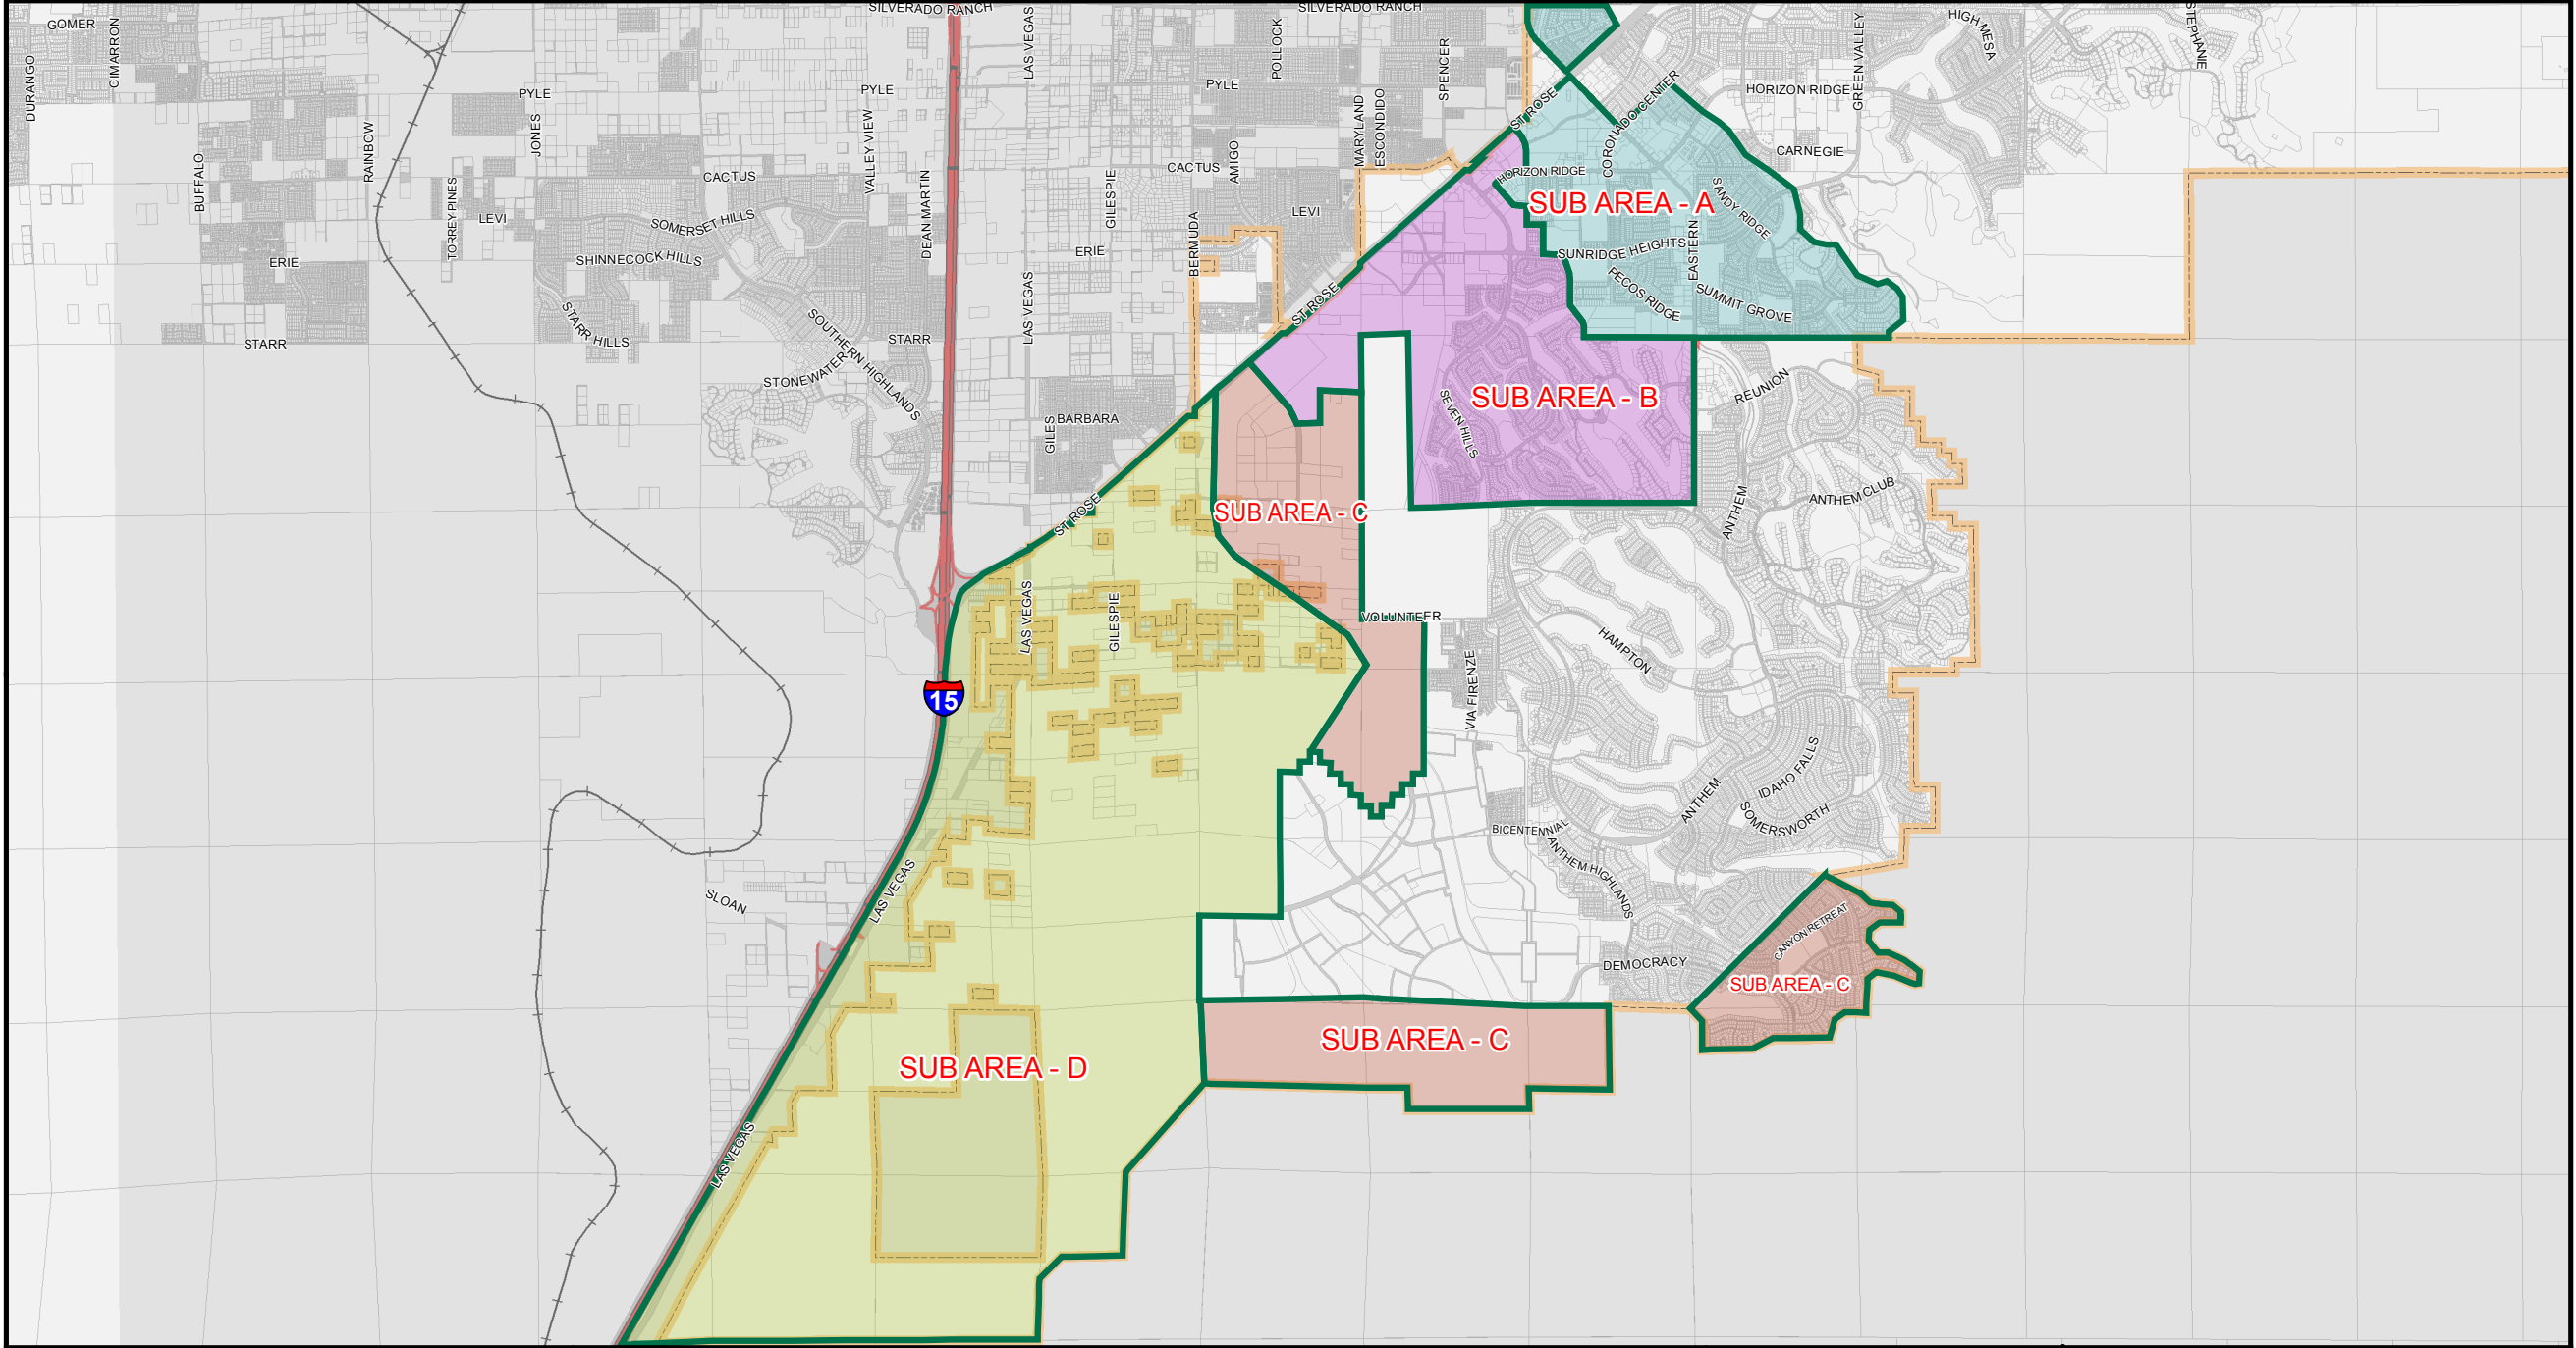 GOMER
CIMARRON
DURANGO
SILVERADO RANCH
LAS VEGAS
POLLOCK
SILVERADO RANCH
SPENCER
GREEN VALLEY
HIGH MESA
STEPHANIE
PYLE
PYLE
PYLE
JONES
RAINBOW
BUFFALO
VALLEY VIEW
MARYLAND
ESCONDIDO
ST ROSE
CORONADO CENTER
HORIZON RIDGE
CARNEGIE
CACTUS
CACTUS
AMIGO
DEAN MARTIN
GILESPIE
TORREY PINES
LEVI
LEVI
HORIZON RIDGE
SUB AREA - A
SANDY RIDGE
SOMERSET HILLS
SHINNECOCK HILLS
ERIE
ERIE
BERMUDA
SUNRIDGE HEIGHTS
EASTERN
PECOS RIDGE
SUMMIT GROVE
LAS VEGAS
ST ROSE
STARR HILLS
STARR
STARR
SOUTHERN HIGHLANDS
STONEWATER
REUNION
SUB AREA - B
SEVEN HILLS
GILES
BARBARA
ANTHEM CLUB
ANTHEM
SUB AREA - C
ST ROSE
LAS VEGAS
GILESPIE
VOLUNTEER
HAMPTON
VIA FIRENZE
15
IDAHO FALLS
ANTHEM
SOMERSWORTH
BICENTENNIAL
ANTHEM HIGHLANDS
LAS VEGAS
SLOAN
CANYON RETREAT
DEMOCRACY
SUB AREA - C
SUB AREA - C
SUB AREA - D
LAS VEGAS